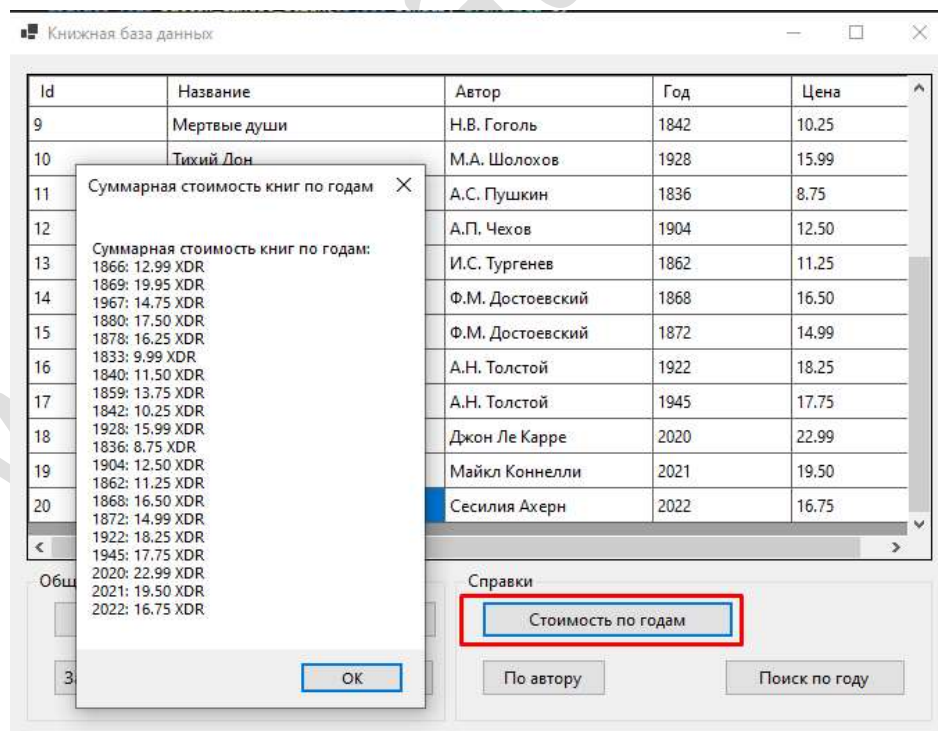 Книжная база данных
Id Название Автор Год Цена
9 Мертвые души Н.В. Гоголь 1842 10.25
10 Тихий Дон М.А. Шолохов 1928 15.99
11 А.С. Пушкин 1836 8.75
12 А.П. Чехов 1904 12.50
13 И.С. Тургенев 1862 11.25
14 Ф.М. Достоевский 1868 16.50
15 Ф.М. Достоевский 1872 14.99
16 А.Н. Толстой 1922 18.25
17 А.Н. Толстой 1945 17.75
18 Джон Ле Карре 2020 22.99
19 Майкл Коннелли 2021 19.50
20 Сесилия Ахерн 2022 16.75
Суммарная стоимость книг по годам
Суммарная стоимость книг по годам:
1866: 12.99 XDR
1869: 19.95 XDR
1967: 14.75 XDR
1880: 17.50 XDR
1878: 16.25 XDR
1833: 9.99 XDR
1840: 11.50 XDR
1859: 13.75 XDR
1842: 10.25 XDR
1928: 15.99 XDR
1836: 8.75 XDR
1904: 12.50 XDR
1862: 11.25 XDR
1868: 16.50 XDR
1872: 14.99 XDR
1922: 18.25 XDR
1945: 17.75 XDR
2020: 22.99 XDR
2021: 19.50 XDR
2022: 16.75 XDR
OK
Справки
Стоимость по годам
По автору Поиск по году